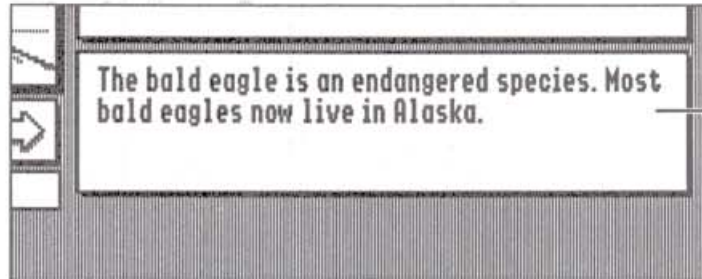 The bald eagle is an endangered species. Most
bald eagles now live in Alaska.